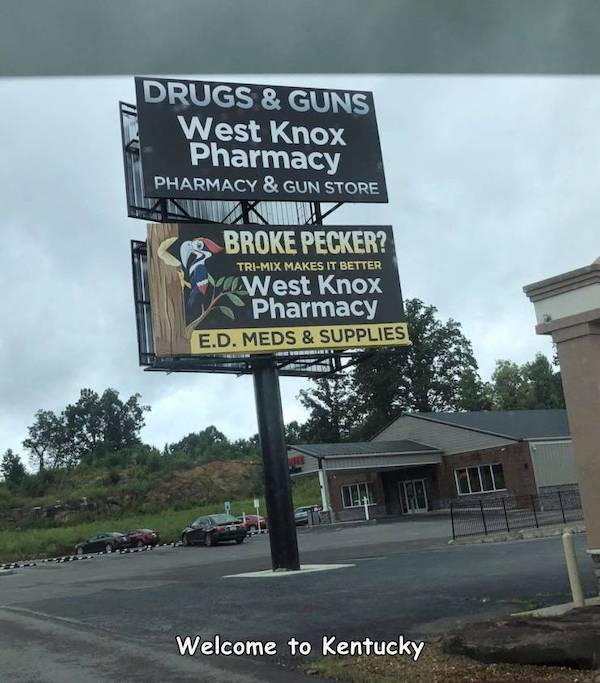 DRUGS & GUNS
West Knox
Pharmacy
PHARMACY & GUN STORE
BROKE PECKER?
TRI-MIX MAKES IT BETTER
West Knox
Pharmacy
E.D. MEDS & SUPPLIES
Welcome to Kentucky